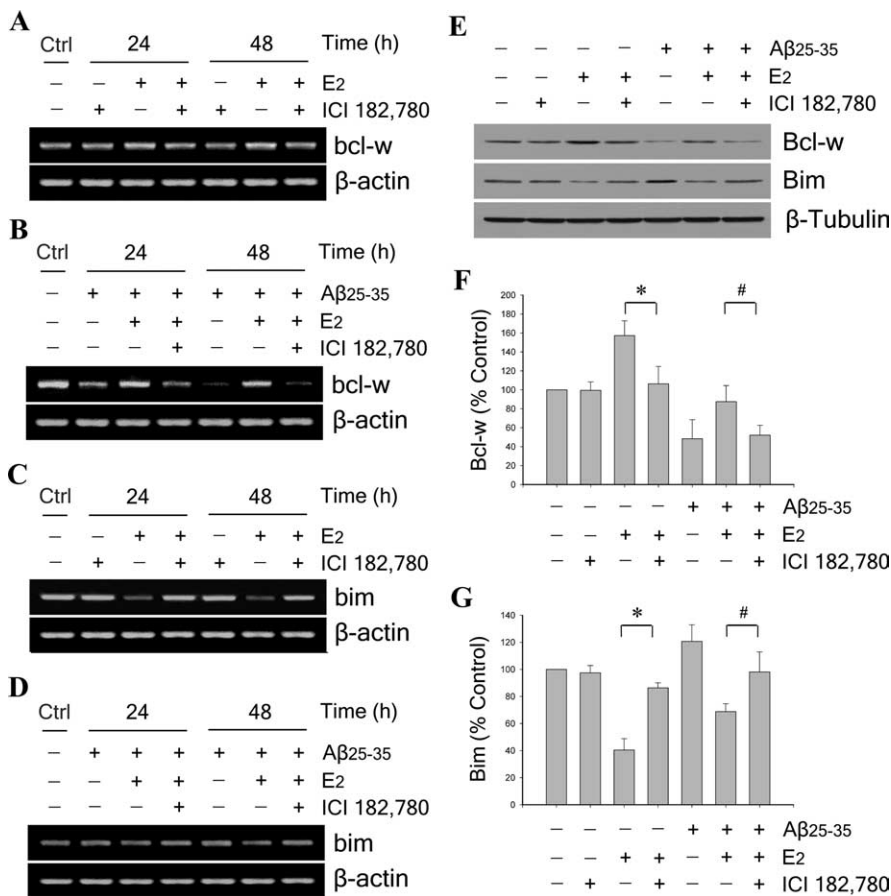 A
Ctrl 24 48 Time (h)
– – + + – + + E2
– + – + + – + ICI 182,780
bcl-w
β-actin
B
Ctrl 24 48 Time (h)
– + + + + + + Aβ25-35
– – + + – + + E2
– – – + – – + ICI 182,780
bcl-w
β-actin
C
Ctrl 24 48 Time (h)
– – + + – + + E2
– + – + + – + ICI 182,780
bim
β-actin
D
Ctrl 24 48 Time (h)
– + + + + + + Aβ25-35
– – + + – + + E2
– – – + – – + ICI 182,780
bim
β-actin
E
– – – – + + + Aβ25-35
– – + + – + + E2
– + – + – – + ICI 182,780
Bcl-w
Bim
β-Tubulin
F
Bcl-w (% Control)
200
180
160
140
120
100
80
60
40
20
0
* #
– – – – + + + Aβ25-35
– – + + – + + E2
– + – + – – + ICI 182,780
G
Bim (% Control)
140
120
100
80
60
40
20
0
* #
– – – – + + + Aβ25-35
– – + + – + + E2
– + – + – – + ICI 182,780